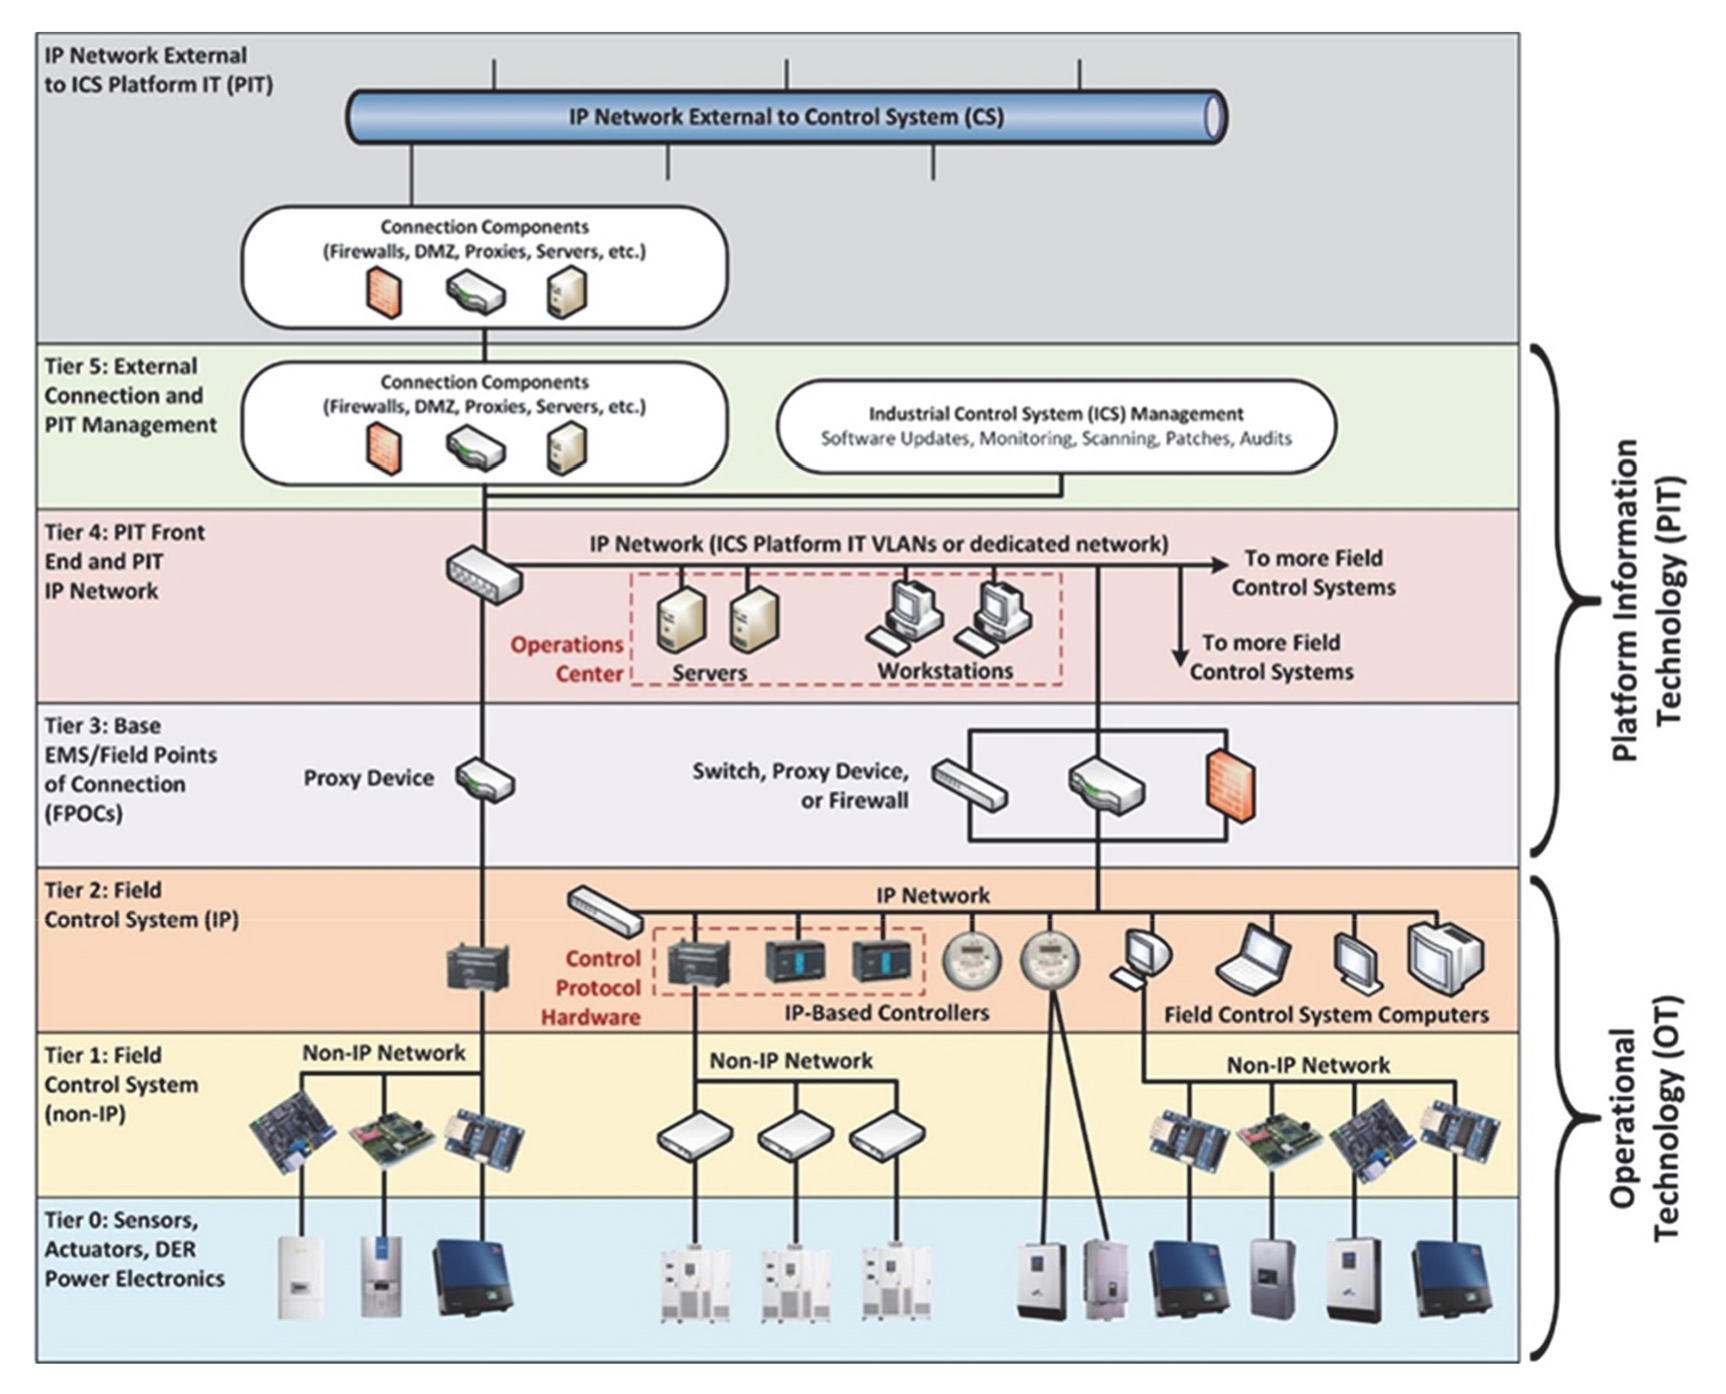 IP Network External
to ICS Platform IT (PIT)
IP Network External to Control System (CS)
Connection Components
(Firewalls, DMZ, Proxies, Servers, etc.)
Tier 5: External
Connection and
PIT Management
Connection Components
(Firewalls, DMZ, Proxies, Servers, etc.)
Industrial Control System (ICS) Management
Software Updates, Monitoring, Scanning, Patches, Audits
Tier 4: PIT Front
End and PIT
IP Network
IP Network (ICS Platform IT VLANs or dedicated network)
To more Field
Control Systems
To more Field
Control Systems
Operations
Center
Servers
Workstations
Tier 3: Base
EMS/Field Points
of Connection
(FPOCs)
Proxy Device
Switch, Proxy Device,
or Firewall
Platform Information
Technology (PIT)
Tier 2: Field
Control System (IP)
IP Network
Control
Protocol
Hardware
IP-Based Controllers
Field Control System Computers
Tier 1: Field
Control System
(non-IP)
Non-IP Network
Non-IP Network
Non-IP Network
Tier 0: Sensors,
Actuators, DER
Power Electronics
Operational
Technology (OT)